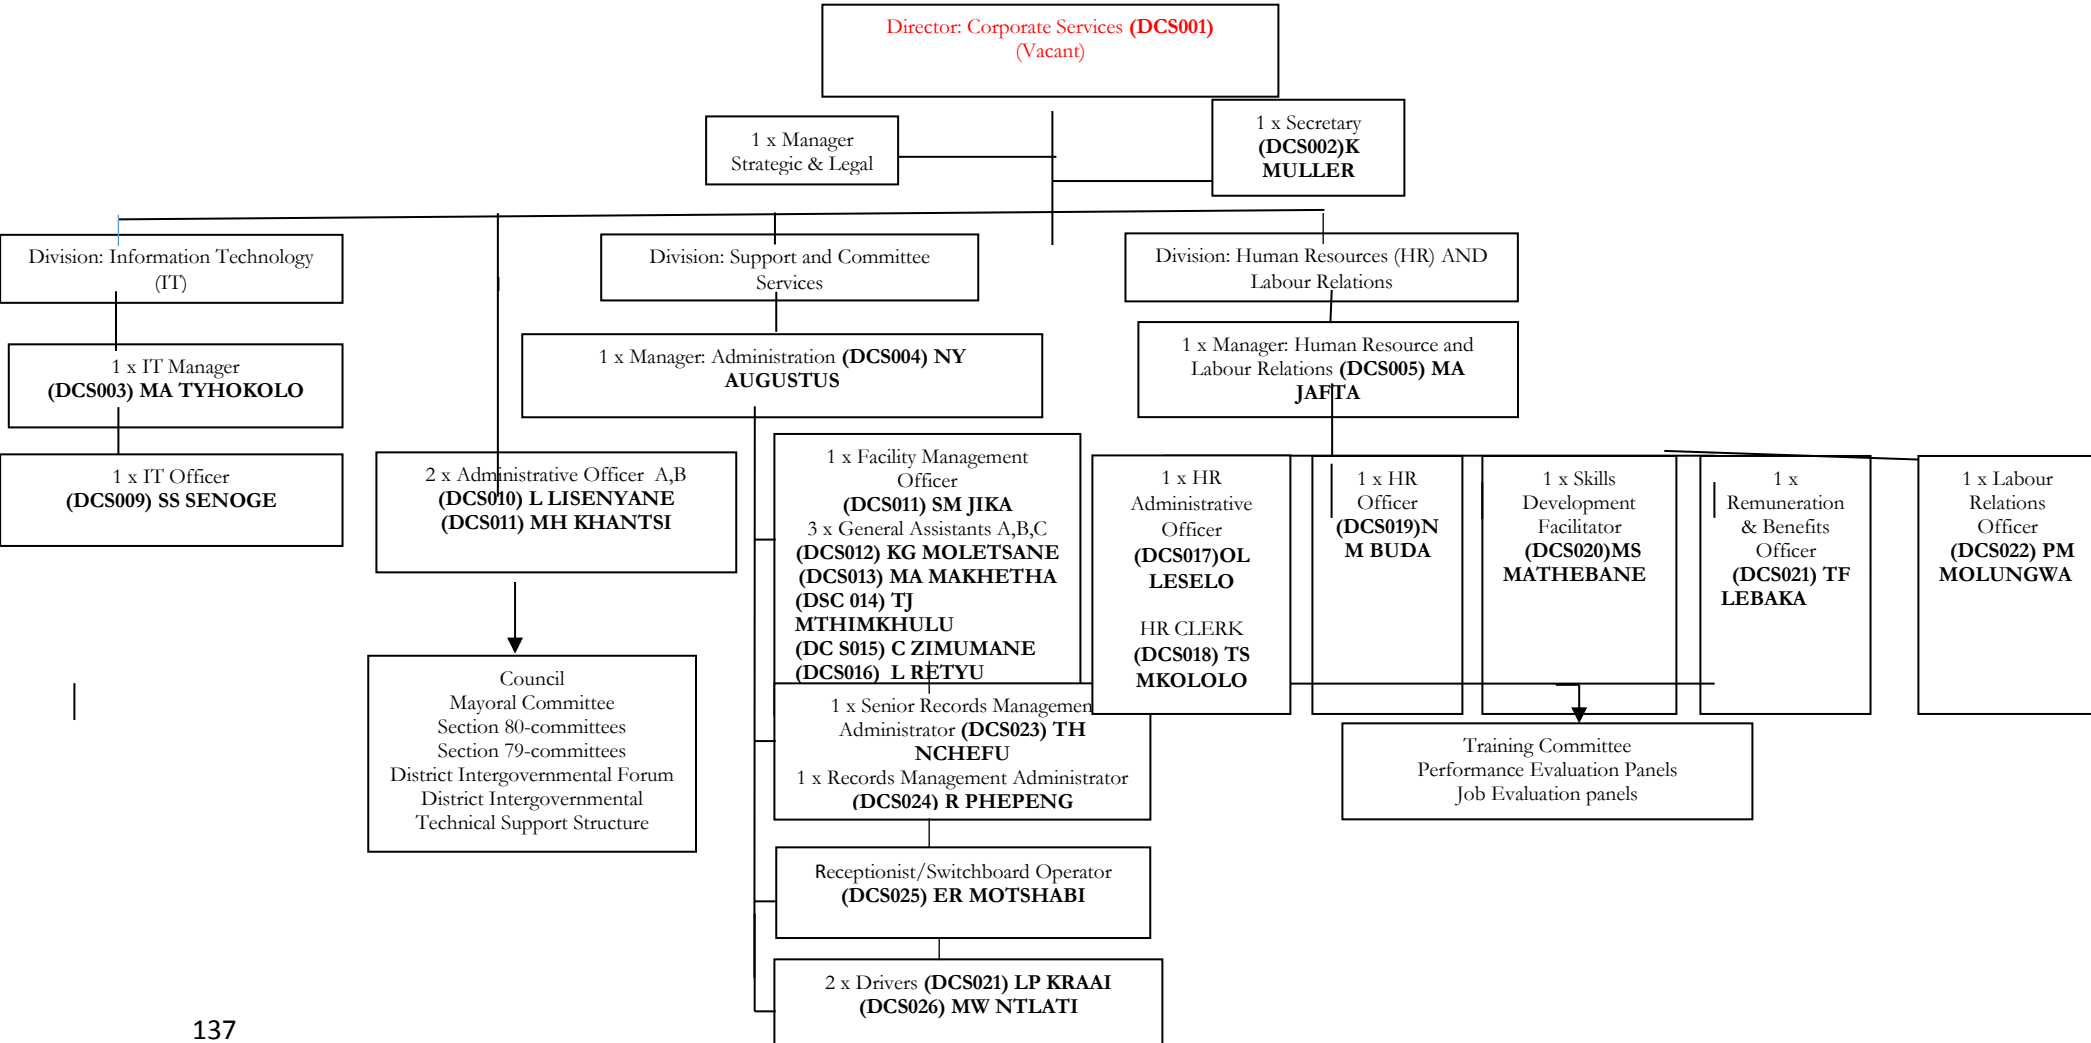 Director: Corporate Services (DCS001)
(Vacant)
1 x Manager
Strategic & Legal
1 x Secretary
(DCS002)K
MULLER
Division: Information Technology
(IT)
Division: Support and Committee
Services
Division: Human Resources (HR) AND
Labour Relations
1 x IT Manager
(DCS003) MA TYHOKOLO
1 x Manager: Administration (DCS004) NY
AUGUSTUS
1 x Manager: Human Resource and
Labour Relations (DCS005) MA
JAFTA
1 x IT Officer
(DCS009) SS SENOGE
2 x Administrative Officer A,B
(DCS010) L LISENYANE
(DCS011) MH KHANTSI
1 x Facility Management
Officer
(DCS011) SM JIKA
3 x General Assistants A,B,C
(DCS012) KG MOLETSANE
(DCS013) MA MAKHETHA
(DSC 014) TJ
MTHIMKHULU
(DC S015) C ZIMUMANE
(DCS016) L RETYU
1 x HR
Administrative
Officer
(DCS017)OL
LESELO
HR CLERK
(DCS018) TS
MKOLOLO
1 x HR
Officer
(DCS019)N
M BUDA
1 x Skills
Development
Facilitator
(DCS020)MS
MATHEBANE
1 x
Remuneration
& Benefits
Officer
(DCS021) TF
LEBAKA
1 x Labour
Relations
Officer
(DCS022) PM
MOLUNGWA
Council
Mayoral Committee
Section 80-committees
Section 79-committees
District Intergovernmental Forum
District Intergovernmental
Technical Support Structure
1 x Senior Records Managemen
Administrator (DCS023) TH
NCHEFU
1 x Records Management Administrator
(DCS024) R PHEPENG
Training Committee
Performance Evaluation Panels
Job Evaluation panels
Receptionist/Switchboard Operator
(DCS025) ER MOTSHABI
2 x Drivers (DCS021) LP KRAAI
(DCS026) MW NTLATI
137